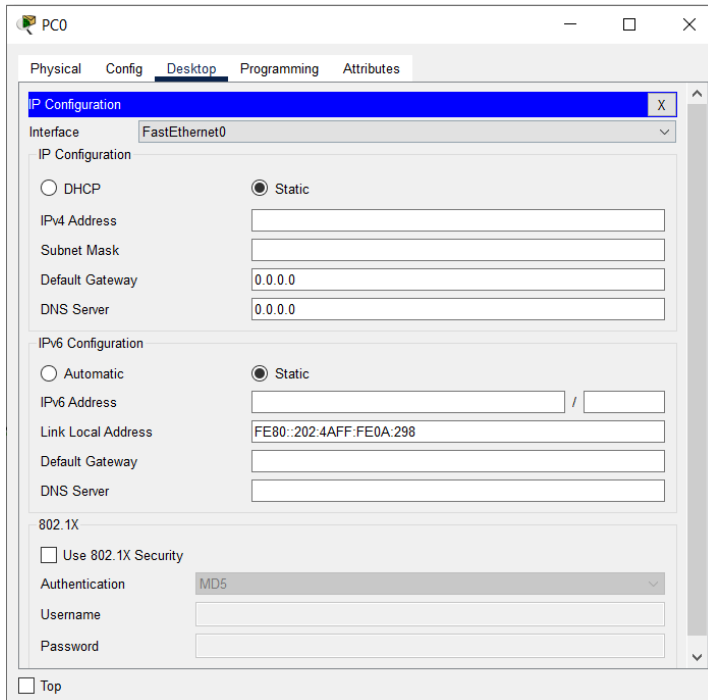 PC0
Physical Config Desktop Programming Attributes
IP Configuration X
Interface FastEthernet0
IP Configuration
DHCP Static
IPv4 Address
Subnet Mask
Default Gateway 0.0.0.0
DNS Server 0.0.0.0
IPv6 Configuration
Automatic Static
IPv6 Address /
Link Local Address FE80::202:4AFF:FE0A:298
Default Gateway
DNS Server
802.1X
Use 802.1X Security
Authentication MD5
Username
Password
Top